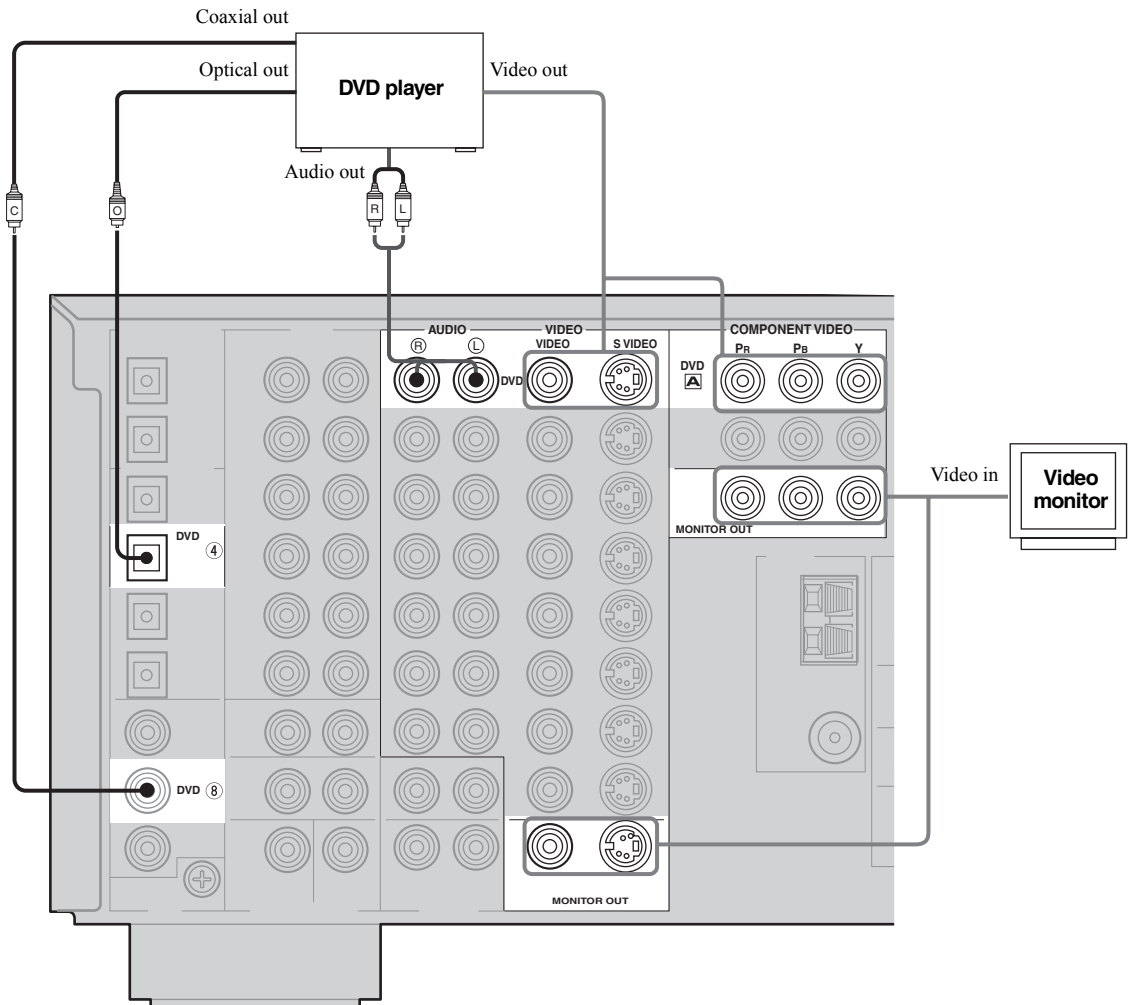 Coaxial out
Optical out
DVD player
Video out
Audio out
C
O
R L
AUDIO
R L
VIDEO
VIDEO S VIDEO
COMPONENT VIDEO
PR PB Y
DVD
DVD
A
Video in
Video
monitor
MONITOR OUT
DVD ④
DVD ⑧
MONITOR OUT